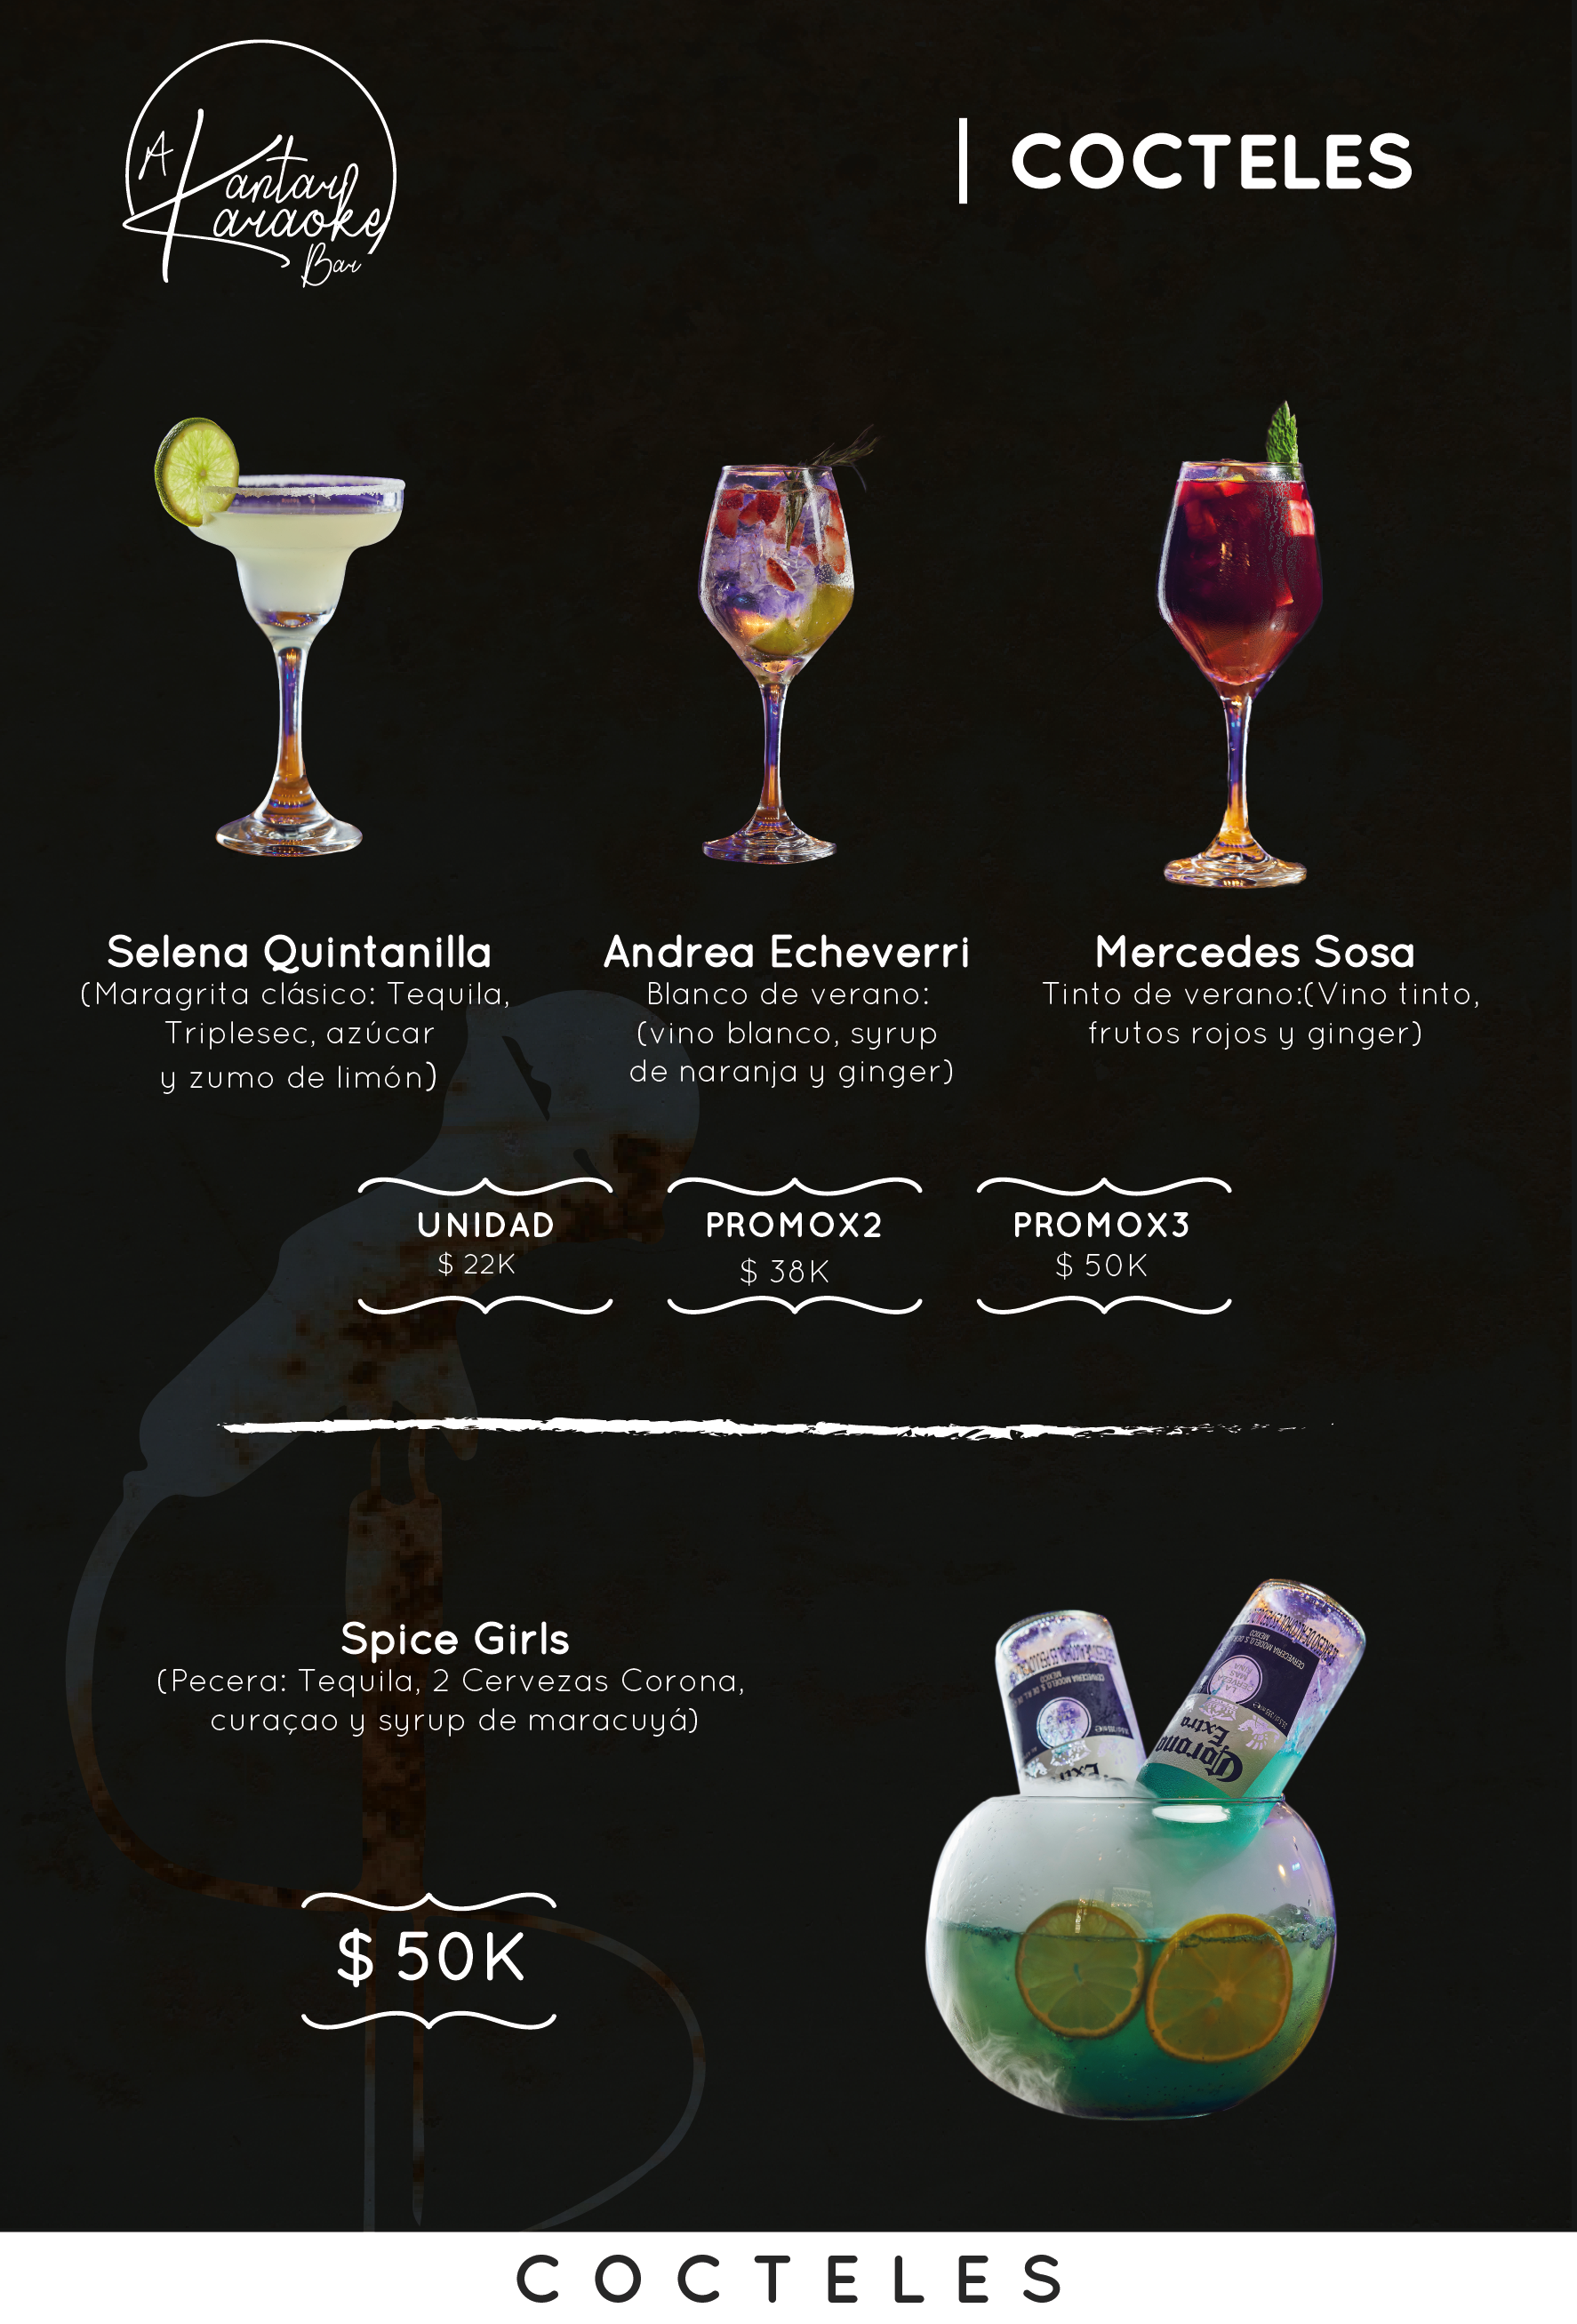 A
Kantar
Karaoke
Bar
| COCTELES
Selena Quintanilla
(Maragrita clásico: Tequila,
Triplesec, azúcar
y zumo de limón)
Andrea Echeverri
Blanco de verano:
(vino blanco, syrup
de naranja y ginger)
Mercedes Sosa
Tinto de verano:(Vino tinto,
frutos rojos y ginger)
UNIDAD
$ 22K
PROMOX2
$ 38K
PROMOX3
$ 50K
Spice Girls
(Pecera: Tequila, 2 Cervezas Corona,
curaçao y syrup de maracuyá)
$ 50K
Extra
Corona
Extra
COCTELES